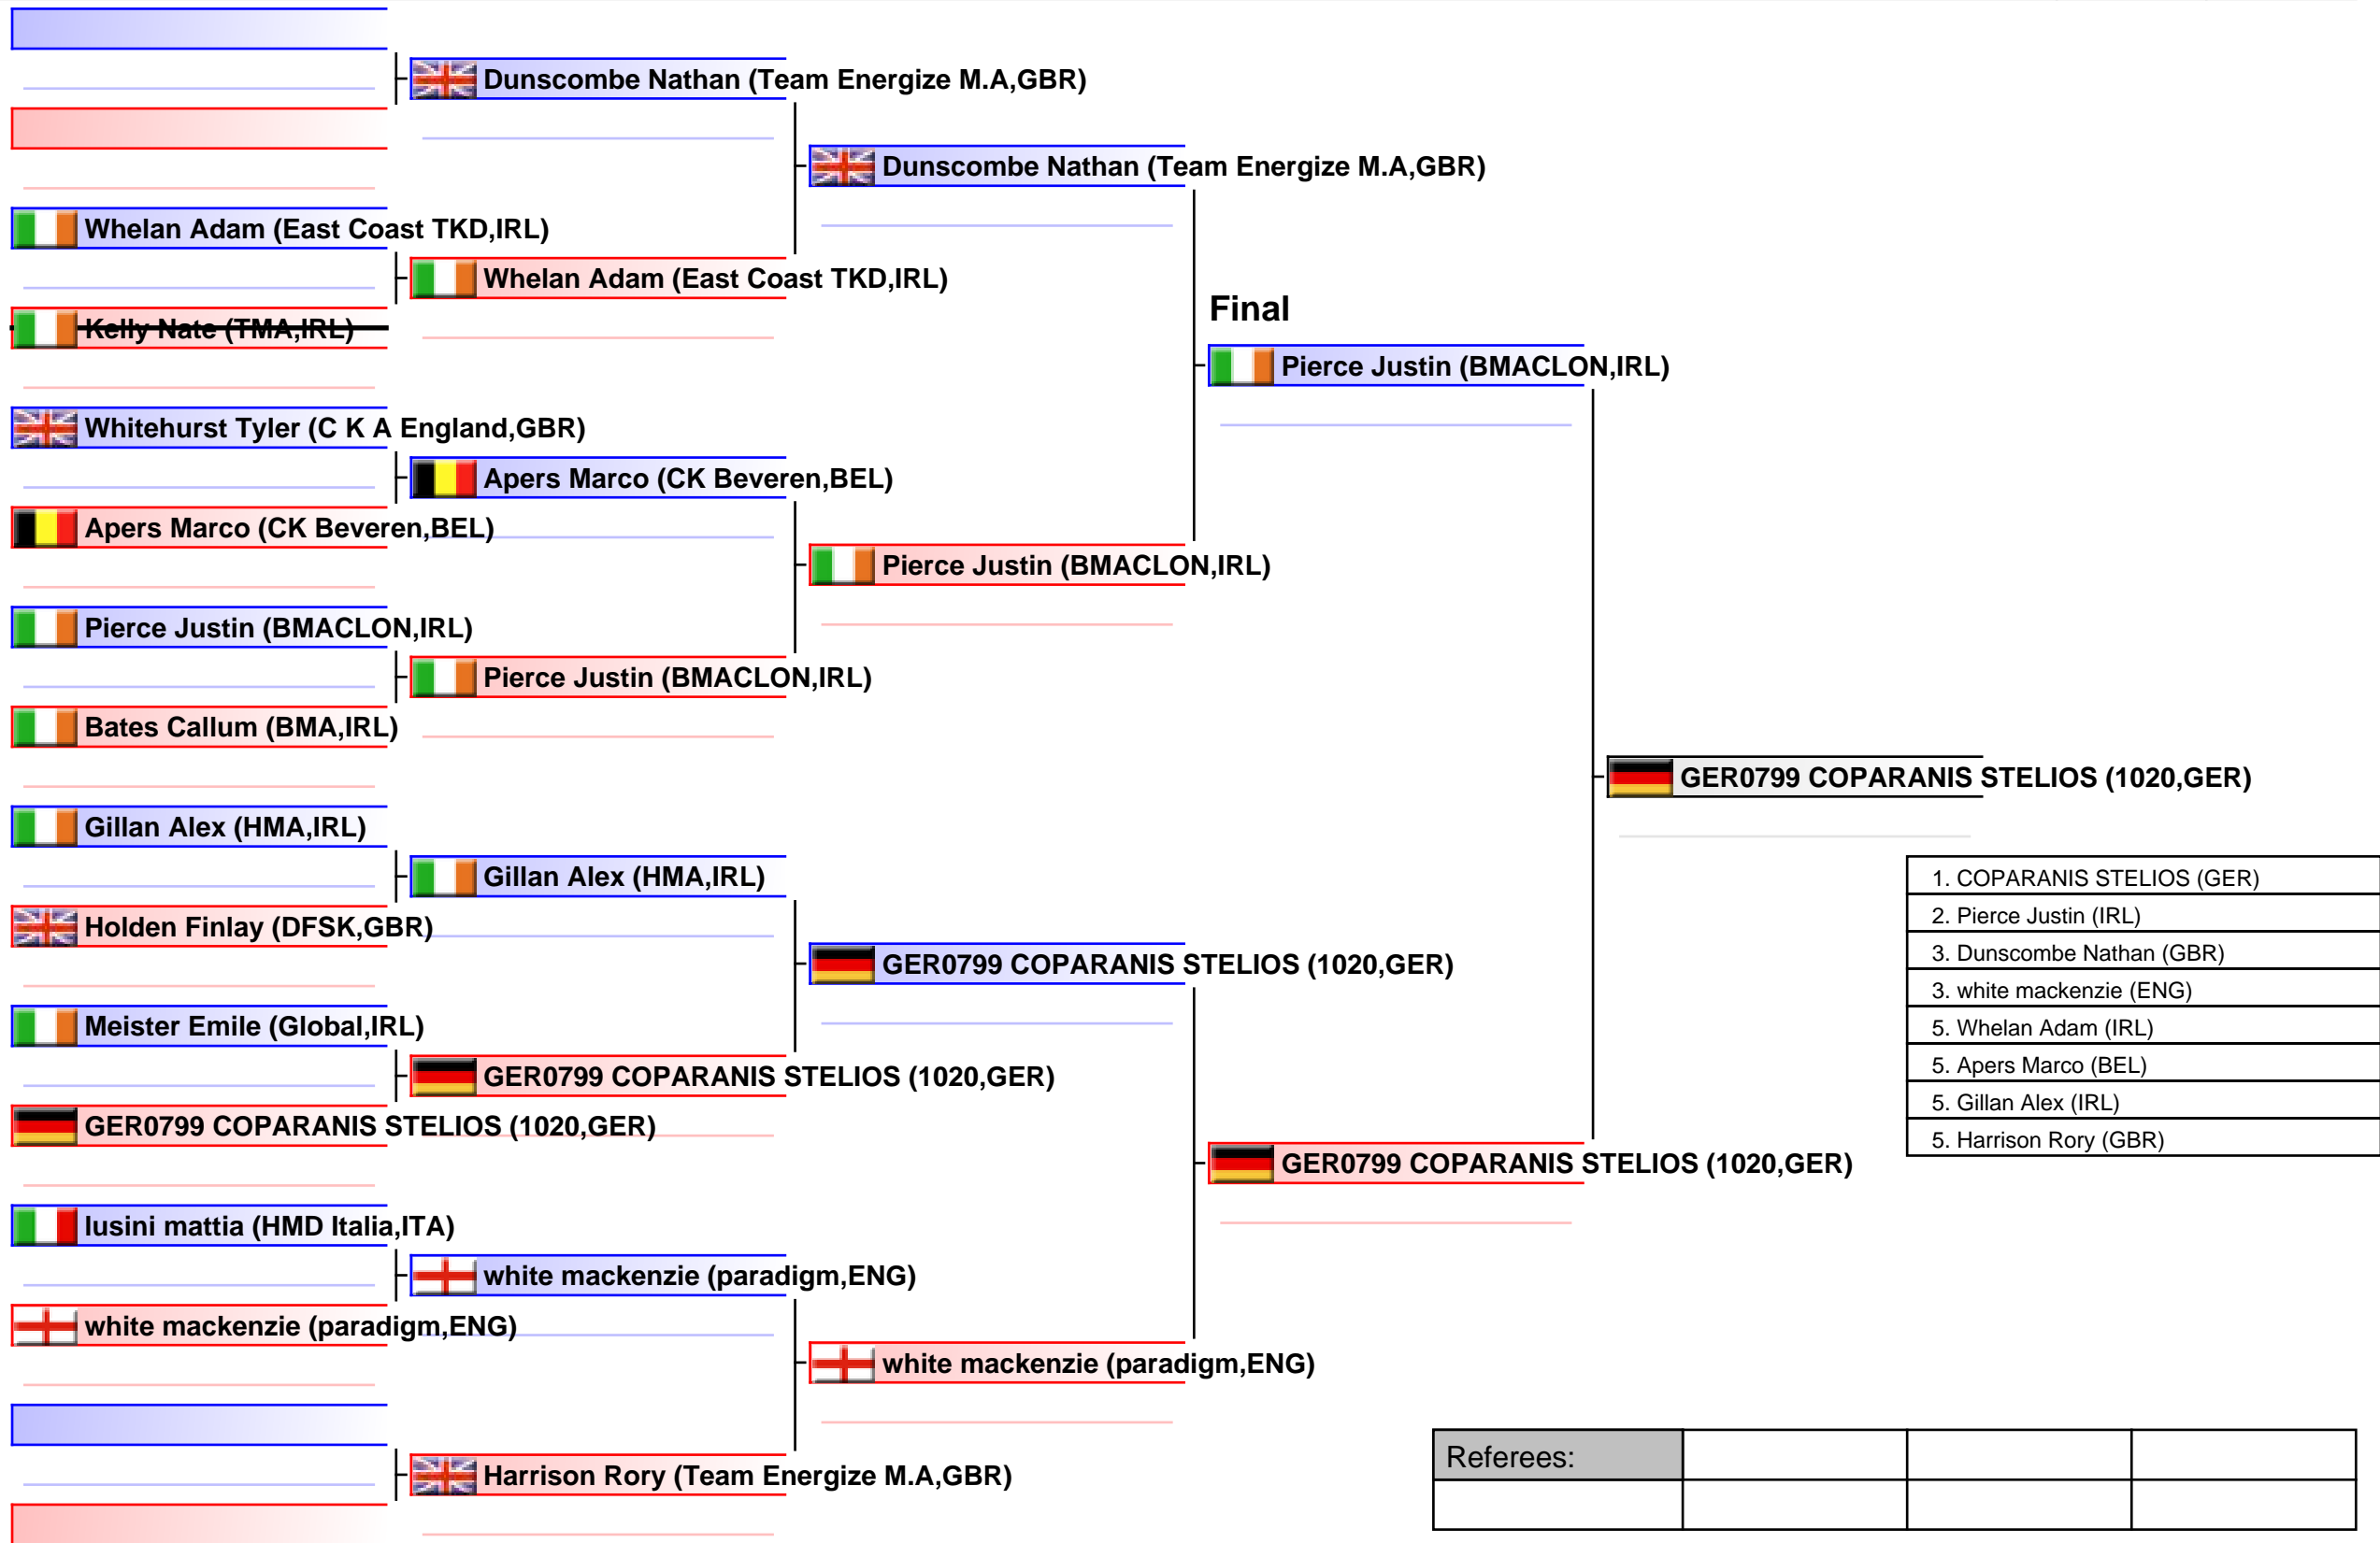 Dunscombe Nathan (Team Energize M.A,GBR)
Dunscombe Nathan (Team Energize M.A,GBR)
Whelan Adam (East Coast TKD,IRL)
Whelan Adam (East Coast TKD,IRL)
Final
Kelly Nate (TMA,IRL)
Pierce Justin (BMACLON,IRL)
Whitehurst Tyler (C K A England,GBR)
Apers Marco (CK Beveren,BEL)
Apers Marco (CK Beveren,BEL)
Pierce Justin (BMACLON,IRL)
Pierce Justin (BMACLON,IRL)
Pierce Justin (BMACLON,IRL)
Bates Callum (BMA,IRL)
GER0799 COPARANIS STELIOS (1020,GER)
Gillan Alex (HMA,IRL)
Gillan Alex (HMA,IRL)
Holden Finlay (DFSK,GBR)
GER0799 COPARANIS STELIOS (1020,GER)
Meister Emile (Global,IRL)
GER0799 COPARANIS STELIOS (1020,GER)
GER0799 COPARANIS STELIOS (1020,GER)
GER0799 COPARANIS STELIOS (1020,GER)
Iusini mattia (HMD Italia,ITA)
white mackenzie (paradigm,ENG)
white mackenzie (paradigm,ENG)
white mackenzie (paradigm,ENG)
Harrison Rory (Team Energize M.A,GBR)
1. COPARANIS STELIOS (GER)
2. Pierce Justin (IRL)
3. Dunscombe Nathan (GBR)
3. white mackenzie (ENG)
5. Whelan Adam (IRL)
5. Apers Marco (BEL)
5. Gillan Alex (IRL)
5. Harrison Rory (GBR)
Referees: